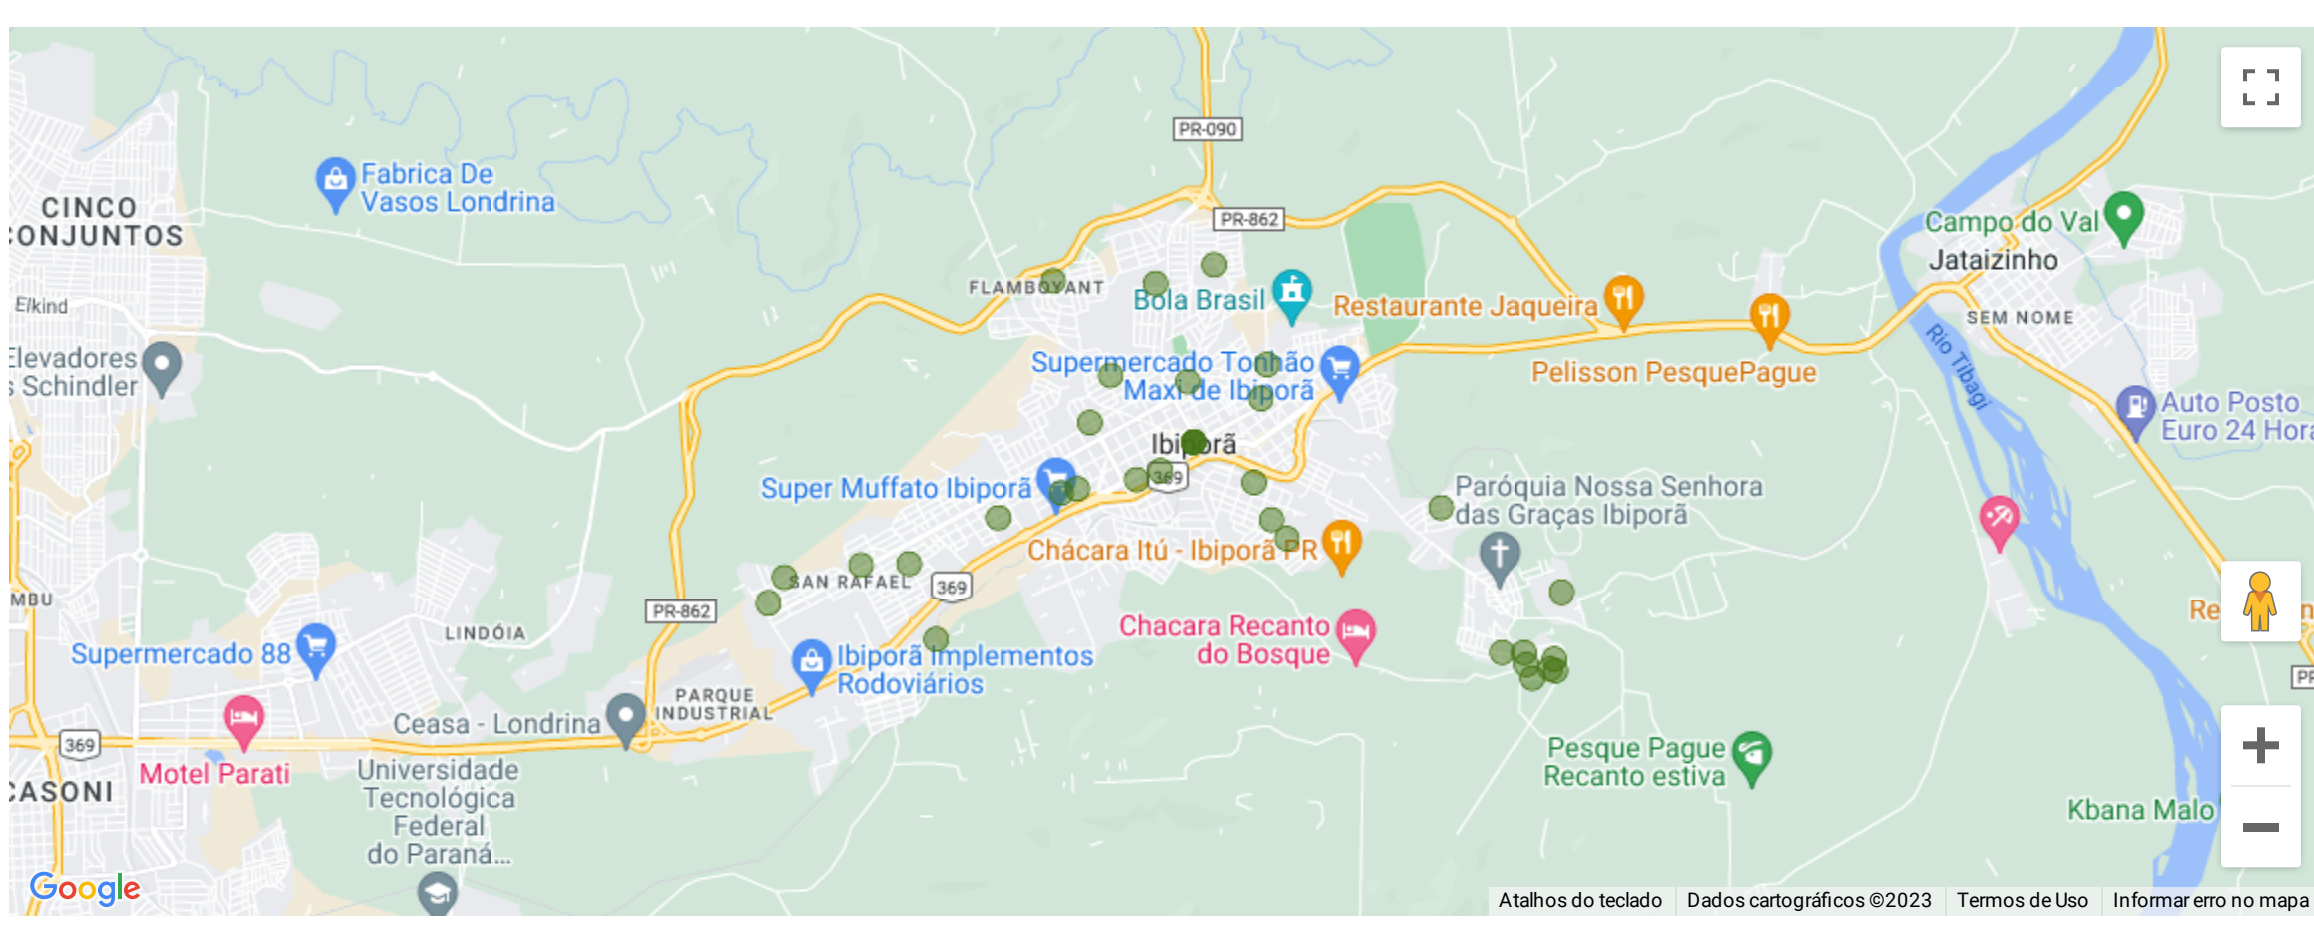 PR-090
Fabrica De
Vasos Londrina
CINCO
CONJUNTOS
PR-862
Campo do Val
Jataizinho
FLAMBOYANT
Bola Brasil
Restaurante Jaqueira
Elkind
SEM NOME
Elevadores
s Schindler
Supermercado Tonhão
Maxi de Ibiporã
Pelisson PesquePague
Rio Tibagi
Auto Posto
Euro 24 Hora
Ibiporã
369
Super Muffato Ibiporã
Paróquia Nossa Senhora
das Graças Ibiporã
Chácara Itú - Ibiporã PR
SAN RAFAEL
369
MBU
PR-862
LINDÓIA
Re
Chacara Recanto
do Bosque
Supermercado 88
Ibiporã Implementos
Rodoviários
PARQUE
INDUSTRIAL
Ceasa - Londrina
369
Motel Parati
Pesque Pague
Recanto estiva
CASONI
Universidade
Tecnológica
Federal
do Paraná...
Kbana Malo
Google
Atalhos do teclado
Dados cartográficos ©2023
Termos de Uso
Informar erro no mapa